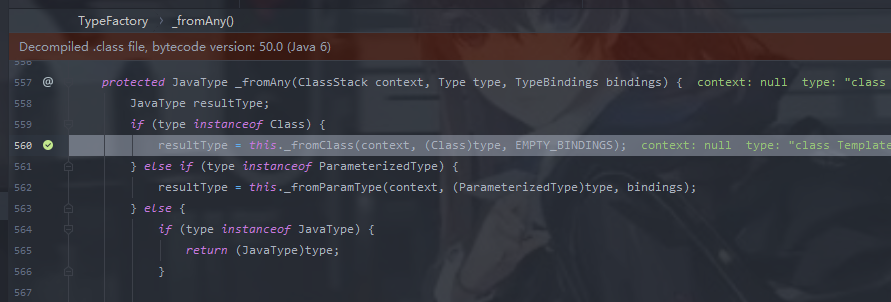 TypeFactory › _fromAny()
Decompiled .class file, bytecode version: 50.0 (Java 6)
556
557 @ protected JavaType _fromAny(ClassStack context, Type type, TypeBindings bindings) { context: null type: "class
558 JavaType resultType;
559 if (type instanceof Class) {
560 resultType = this._fromClass(context, (Class)type, EMPTY_BINDINGS); context: null type: "class Template
561 } else if (type instanceof ParameterizedType) {
562 resultType = this._fromParamType(context, (ParameterizedType)type, bindings);
563 } else {
564 if (type instanceof JavaType) {
565 return (JavaType)type;
566 }
567